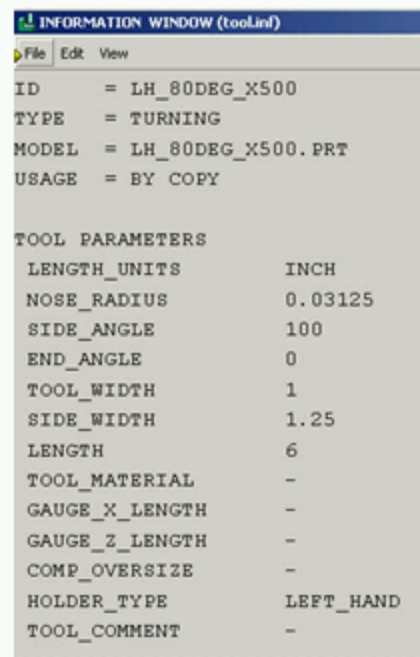 INFORMATION WINDOW (tool.inf)
File Edit View
ID = LH_80DEG_X500
TYPE = TURNING
MODEL = LH_80DEG_X500.PRT
USAGE = BY COPY
TOOL PARAMETERS
LENGTH_UNITS INCH
NOSE_RADIUS 0.03125
SIDE_ANGLE 100
END_ANGLE 0
TOOL_WIDTH 1
SIDE_WIDTH 1.25
LENGTH 6
TOOL_MATERIAL -
GAUGE_X_LENGTH -
GAUGE_Z_LENGTH -
COMP_OVERSIZE -
HOLDER_TYPE LEFT_HAND
TOOL_COMMENT -